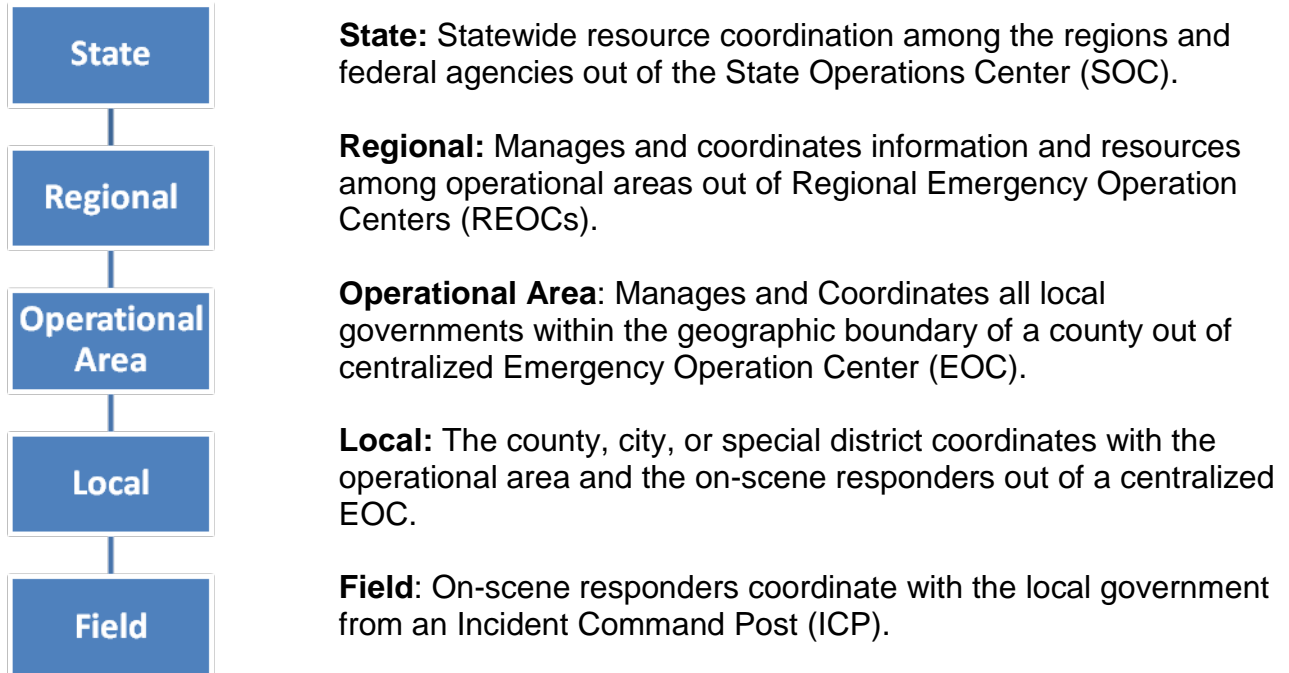 State
State: Statewide resource coordination among the regions and
federal agencies out of the State Operations Center (SOC).
Regional
Regional: Manages and coordinates information and resources
among operational areas out of Regional Emergency Operation
Centers (REOCs).
Operational
Area
Operational Area: Manages and Coordinates all local
governments within the geographic boundary of a county out of
centralized Emergency Operation Center (EOC).
Local
Local: The county, city, or special district coordinates with the
operational area and the on-scene responders out of a centralized
EOC.
Field
Field: On-scene responders coordinate with the local government
from an Incident Command Post (ICP).